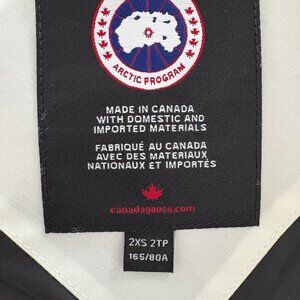 ARCTIC PROGRAM
MADE IN CANADA
WITH DOMESTIC AND
IMPORTED MATERIALS
FABRIQUÉ AU CANADA
AVEC DES MATERIAUX
NATIONAUX ET IMPORTÉS
canadagoose.com
2XS 2TP
165/80A